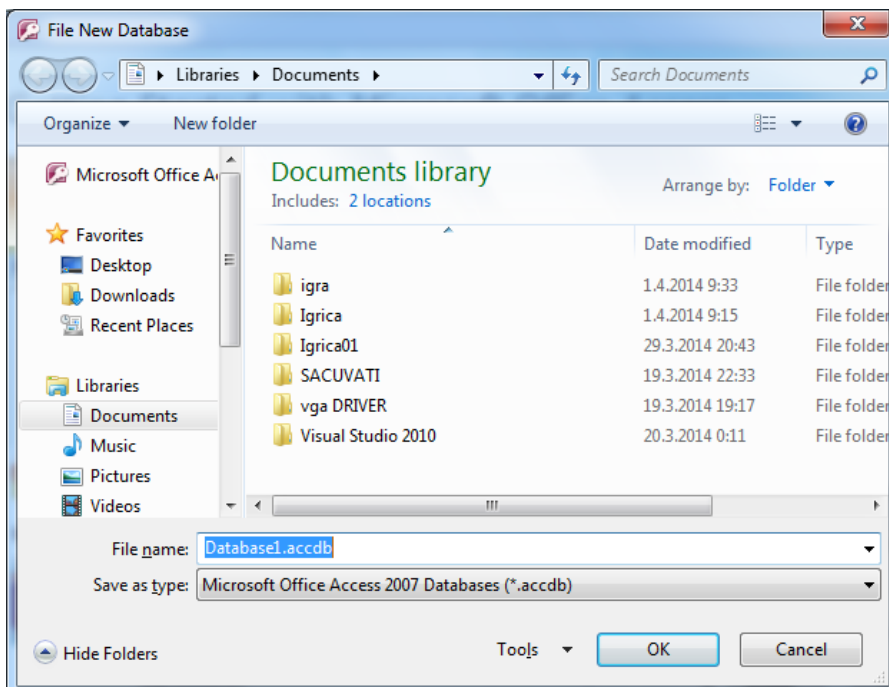 File New Database
Libraries Documents
Search Documents
Organize New folder
Microsoft Office A
Documents library
Includes: 2 locations
Arrange by: Folder
Favorites
Desktop
Downloads
Recent Places
Libraries
Documents
Music
Pictures
Videos
Name Date modified Type
igra 1.4.2014 9:33 File folder
Igrica 1.4.2014 9:15 File folder
Igrica01 29.3.2014 20:43 File folder
SACUVATI 19.3.2014 22:33 File folder
vga DRIVER 19.3.2014 19:17 File folder
Visual Studio 2010 20.3.2014 0:11 File folder
File name: Database1.accdb
Save as type: Microsoft Office Access 2007 Databases (*.accdb)
Hide Folders
Tools OK Cancel